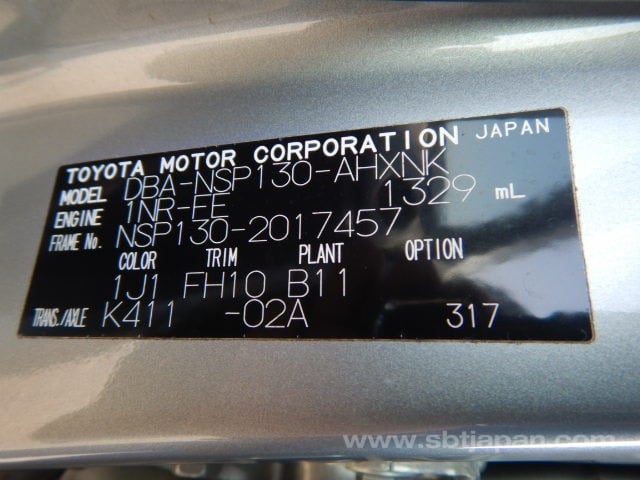 TOYOTA MOTOR CORPORATION JAPAN
MODEL DBA-NSP130-AHXNK
ENGINE 1NR-FE 1329 mL
FRAME No. NSP130-2017457
COLOR TRIM PLANT OPTION
1J1 FH10 B11
TRANS./AXLE K411 -02A 317
www.sbtjapan.com